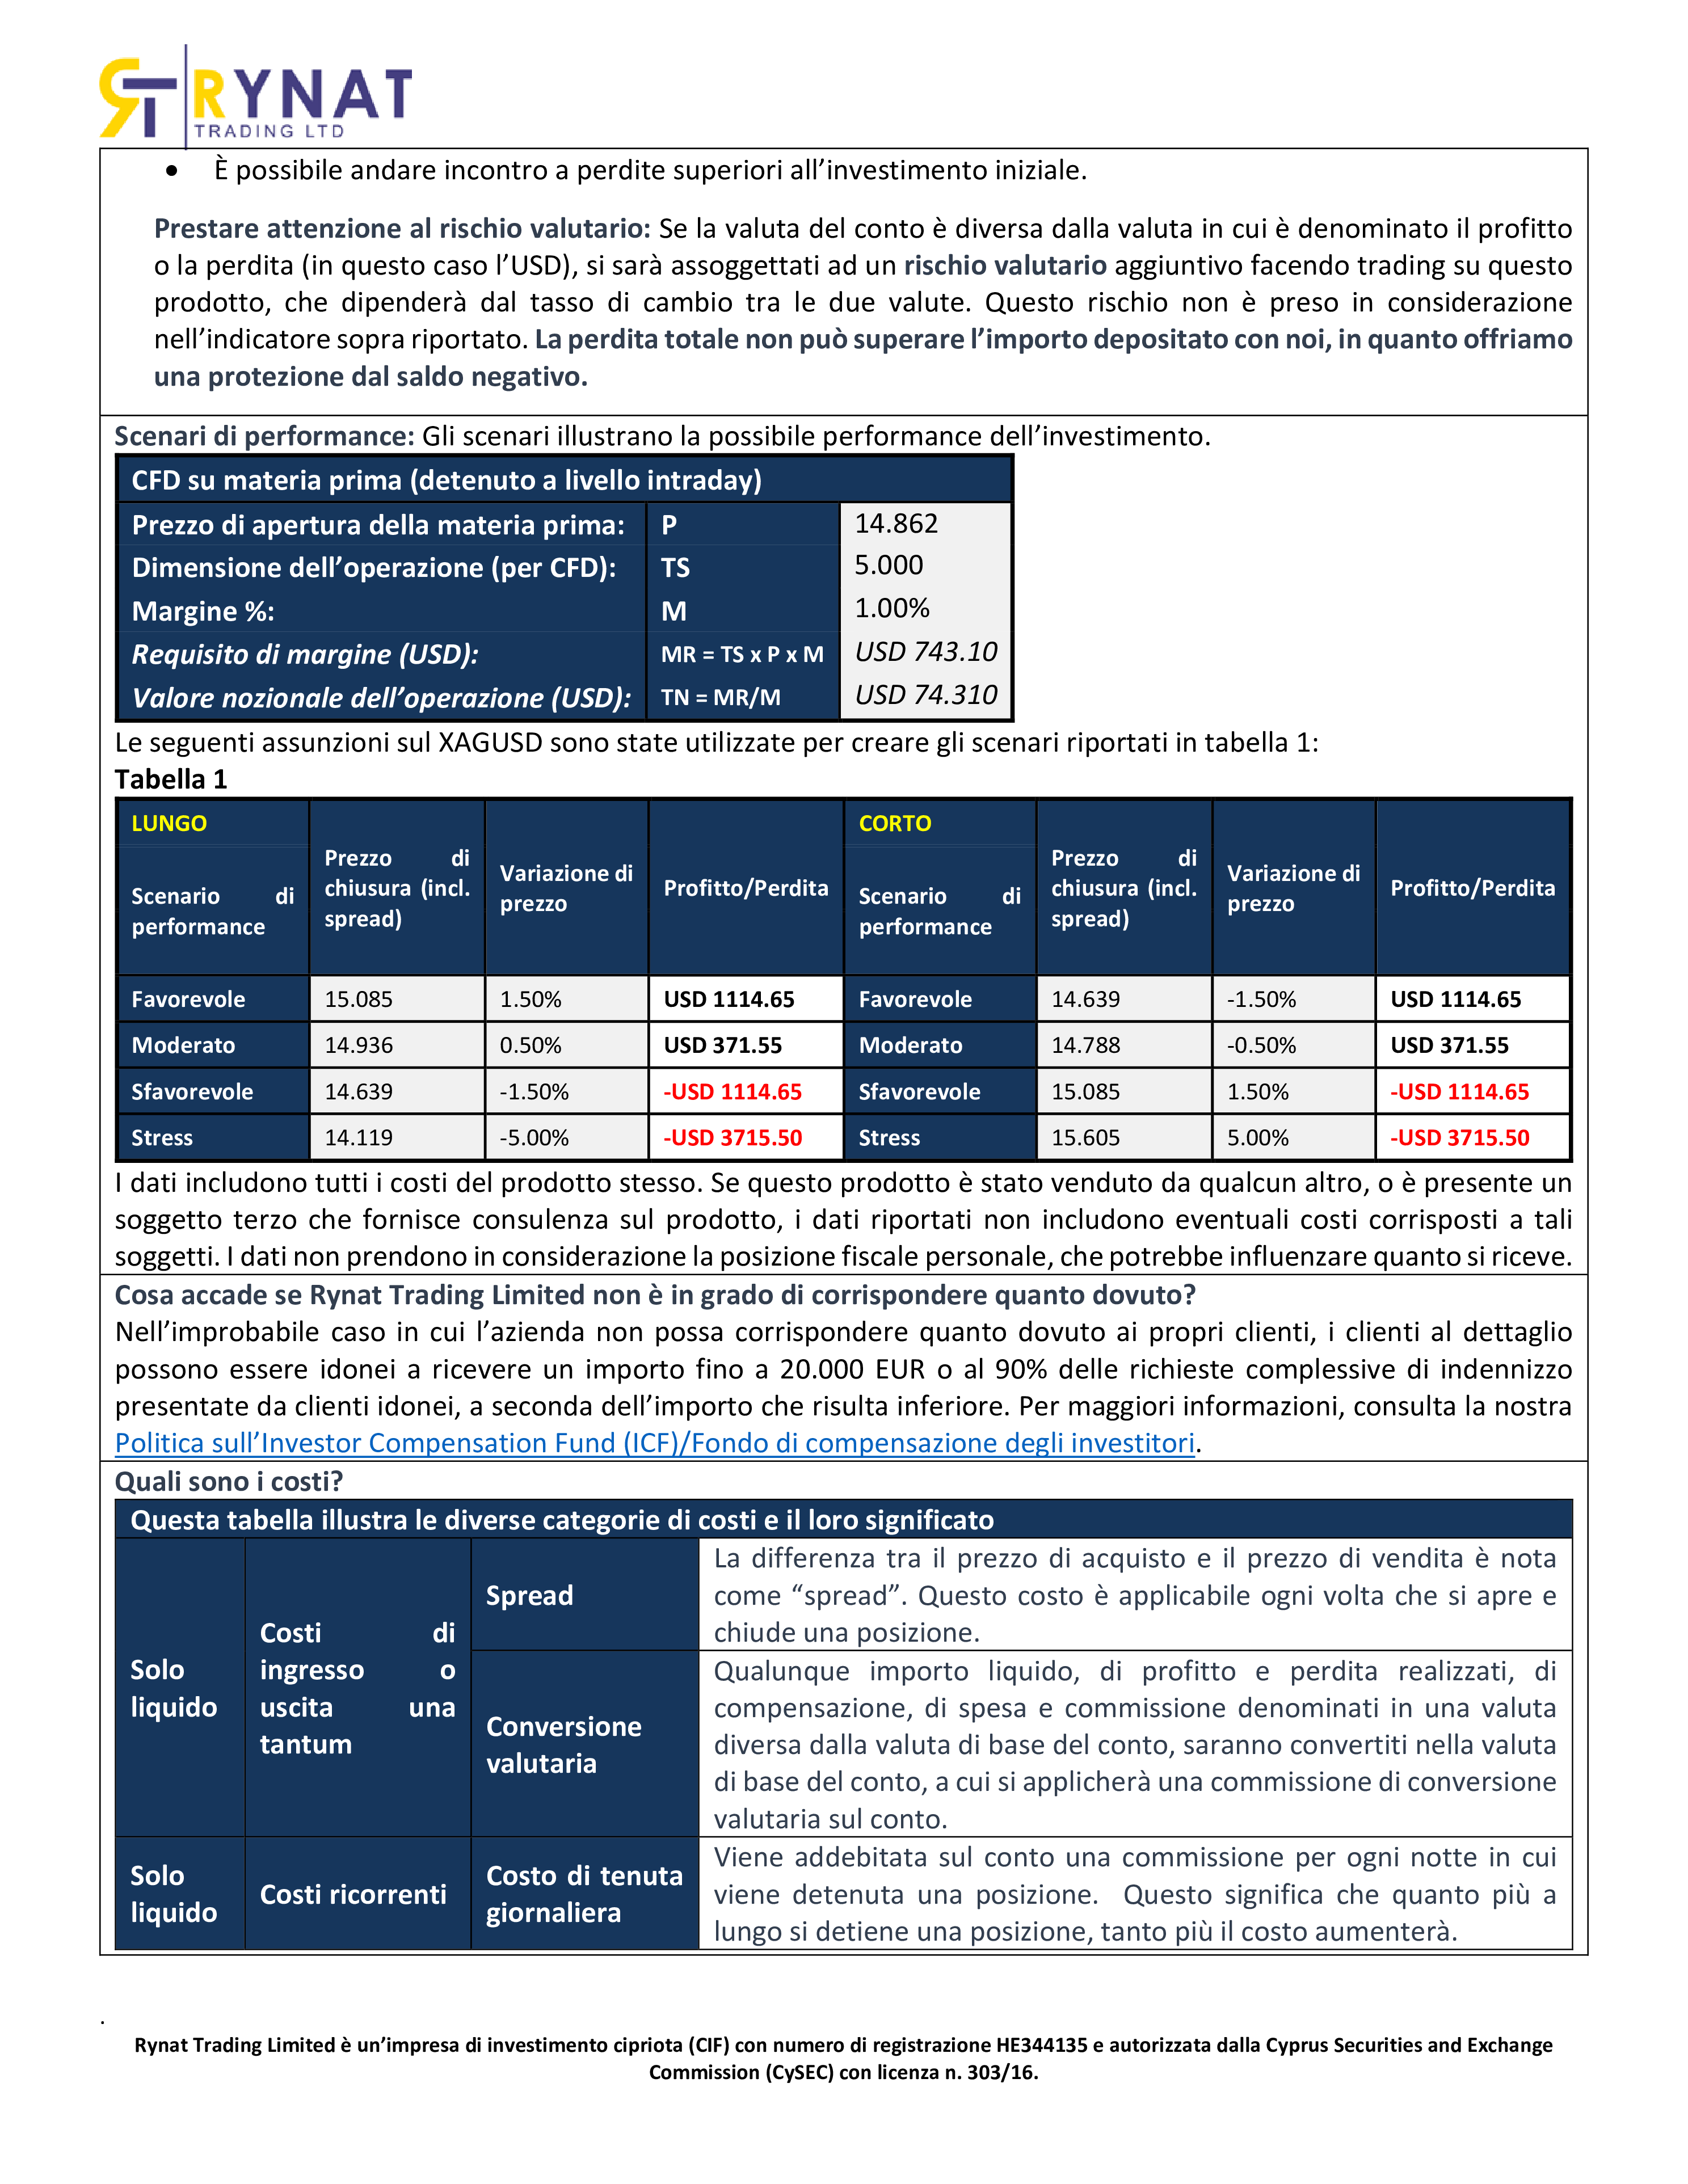 RYNAT
TRADING LTD
• È possibile andare incontro a perdite superiori all’investimento iniziale.
Prestare attenzione al rischio valutario: Se la valuta del conto è diversa dalla valuta in cui è denominato il profitto
o la perdita (in questo caso l’USD), si sarà assoggettati ad un rischio valutario aggiuntivo facendo trading su questo
prodotto, che dipenderà dal tasso di cambio tra le due valute. Questo rischio non è preso in considerazione
nell’indicatore sopra riportato. La perdita totale non può superare l’importo depositato con noi, in quanto offriamo
una protezione dal saldo negativo.
Scenari di performance: Gli scenari illustrano la possibile performance dell’investimento.
CFD su materia prima (detenuto a livello intraday)
Prezzo di apertura della materia prima: P 14.862
Dimensione dell’operazione (per CFD): TS 5.000
Margine %: M 1.00%
Requisito di margine (USD): MR = TS x P x M USD 743.10
Valore nozionale dell’operazione (USD): TN = MR/M USD 74.310
Le seguenti assunzioni sul XAGUSD sono state utilizzate per creare gli scenari riportati in tabella 1:
Tabella 1
LUNGO
Scenario di
performance
Prezzo di
chiusura (incl.
spread)
Variazione di
prezzo
Profitto/Perdita
CORTO
Scenario di
performance
Prezzo di
chiusura (incl.
spread)
Variazione di
prezzo
Profitto/Perdita
Favorevole 15.085 1.50% USD 1114.65 Favorevole 14.639 -1.50% USD 1114.65
Moderato 14.936 0.50% USD 371.55 Moderato 14.788 -0.50% USD 371.55
Sfavorevole 14.639 -1.50% -USD 1114.65 Sfavorevole 15.085 1.50% -USD 1114.65
Stress 14.119 -5.00% -USD 3715.50 Stress 15.605 5.00% -USD 3715.50
I dati includono tutti i costi del prodotto stesso. Se questo prodotto è stato venduto da qualcun altro, o è presente un
soggetto terzo che fornisce consulenza sul prodotto, i dati riportati non includono eventuali costi corrisposti a tali
soggetti. I dati non prendono in considerazione la posizione fiscale personale, che potrebbe influenzare quanto si riceve.
Cosa accade se Rynat Trading Limited non è in grado di corrispondere quanto dovuto?
Nell’improbabile caso in cui l’azienda non possa corrispondere quanto dovuto ai propri clienti, i clienti al dettaglio
possono essere idonei a ricevere un importo fino a 20.000 EUR o al 90% delle richieste complessive di indennizzo
presentate da clienti idonei, a seconda dell’importo che risulta inferiore. Per maggiori informazioni, consulta la nostra
Politica sull’Investor Compensation Fund (ICF)/Fondo di compensazione degli investitori.
Quali sono i costi?
Questa tabella illustra le diverse categorie di costi e il loro significato
Solo
liquido
Costi di
ingresso o
uscita una
tantum
Spread
La differenza tra il prezzo di acquisto e il prezzo di vendita è nota
come “spread”. Questo costo è applicabile ogni volta che si apre e
chiude una posizione.
Conversione
valutaria
Qualunque importo liquido, di profitto e perdita realizzati, di
compensazione, di spesa e commissione denominati in una valuta
diversa dalla valuta di base del conto, saranno convertiti nella valuta
di base del conto, a cui si applicherà una commissione di conversione
valutaria sul conto.
Solo
liquido
Costi ricorrenti
Costo di tenuta
giornaliera
Viene addebitata sul conto una commissione per ogni notte in cui
viene detenuta una posizione. Questo significa che quanto più a
lungo si detiene una posizione, tanto più il costo aumenterà.
.
Rynat Trading Limited è un’impresa di investimento cipriota (CIF) con numero di registrazione HE344135 e autorizzata dalla Cyprus Securities and Exchange
Commission (CySEC) con licenza n. 303/16.